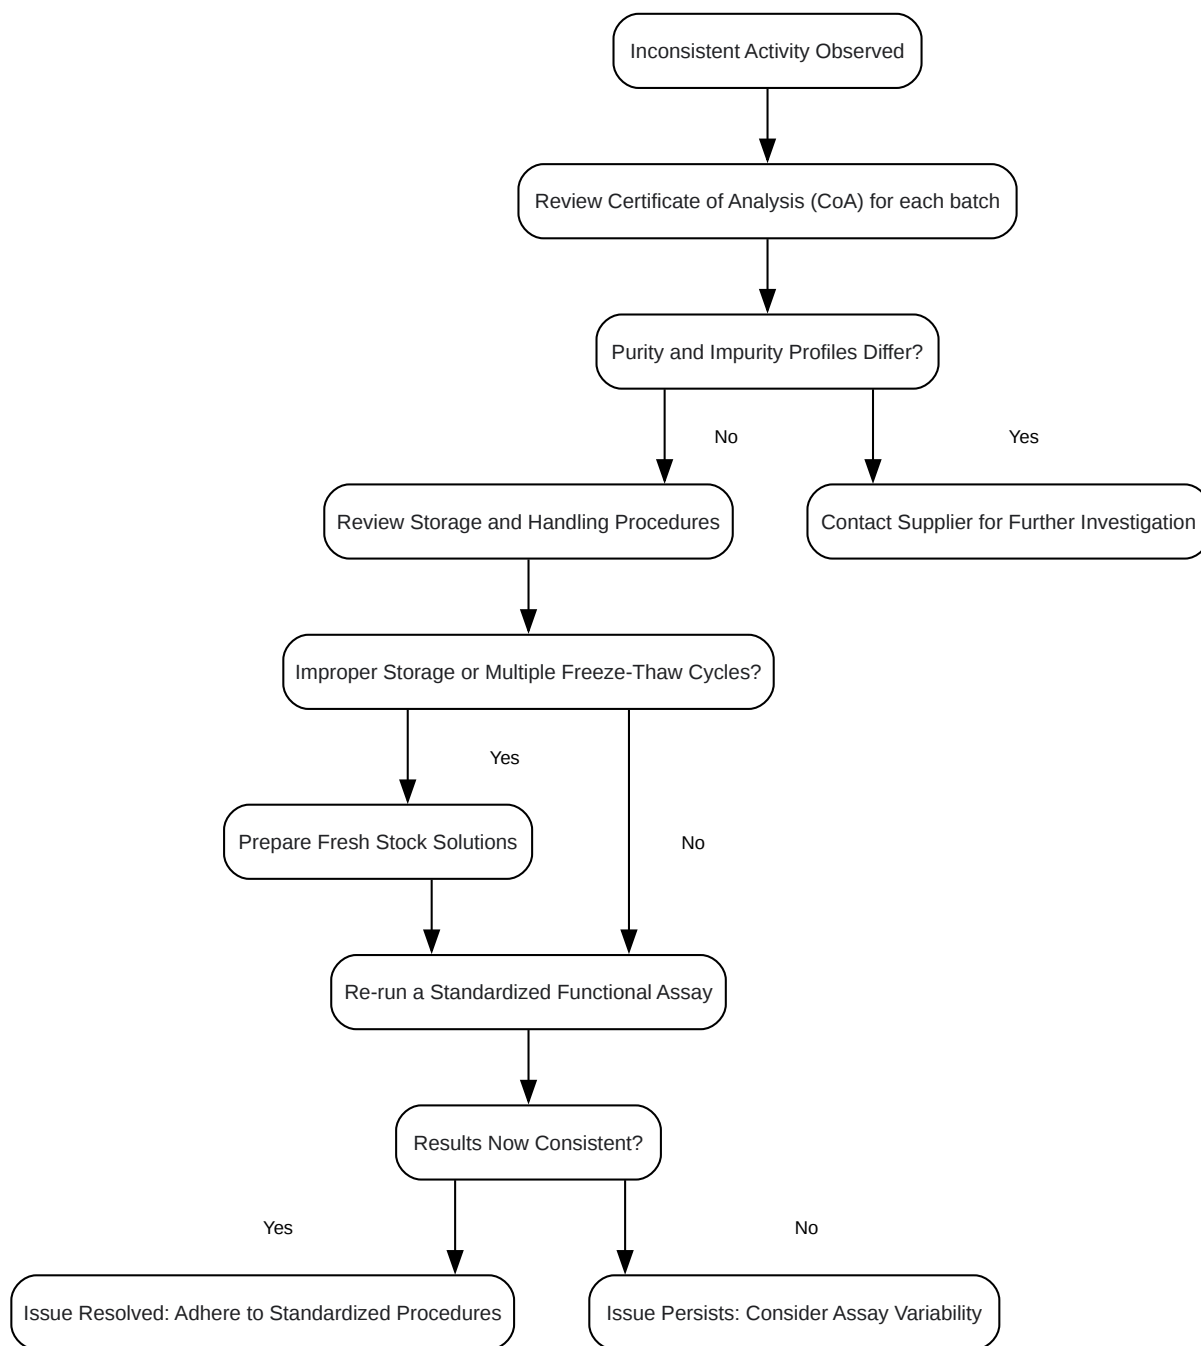 Inconsistent Activity Observed
Review Certificate of Analysis (CoA) for each batch
Purity and Impurity Profiles Differ?
No
Yes
Review Storage and Handling Procedures
Contact Supplier for Further Investigation
Improper Storage or Multiple Freeze-Thaw Cycles?
Yes
Prepare Fresh Stock Solutions
No
Re-run a Standardized Functional Assay
Results Now Consistent?
Yes
No
Issue Resolved: Adhere to Standardized Procedures
Issue Persists: Consider Assay Variability